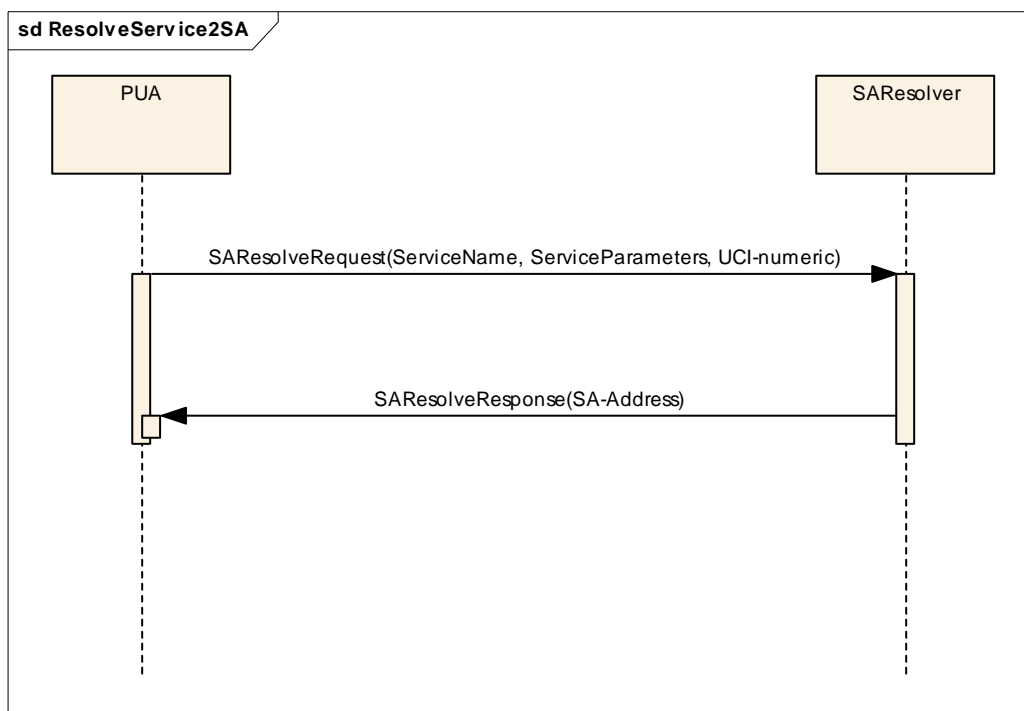 sd ResolveService2SA
PUA
SAResolver
SAResolveRequest(ServiceName, ServiceParameters, UCI-numeric)
SAResolveResponse(SA-Address)